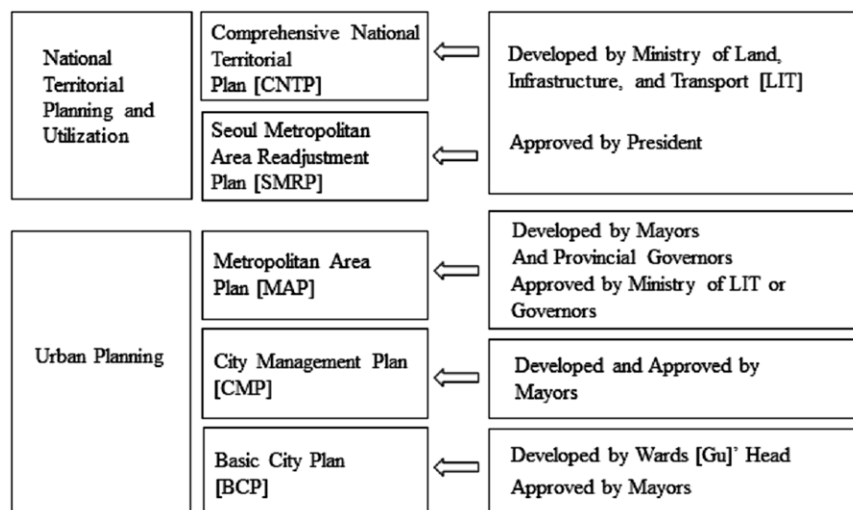 National
Territorial
Planning and
Utilization
Comprehensive National
Territorial
Plan [CNTP]
Developed by Ministry of Land,
Infrastructure, and Transport [LIT]
Approved by President
Seoul Metropolitan
Area Readjustment
Plan [SMRP]
Urban Planning
Metropolitan Area
Plan [MAP]
Developed by Mayors
And Provincial Governors
Approved by Ministry of LIT or
Governors
City Management Plan
[CMP]
Developed and Approved by
Mayors
Basic City Plan
[BCP]
Developed by Wards [Gu]' Head
Approved by Mayors